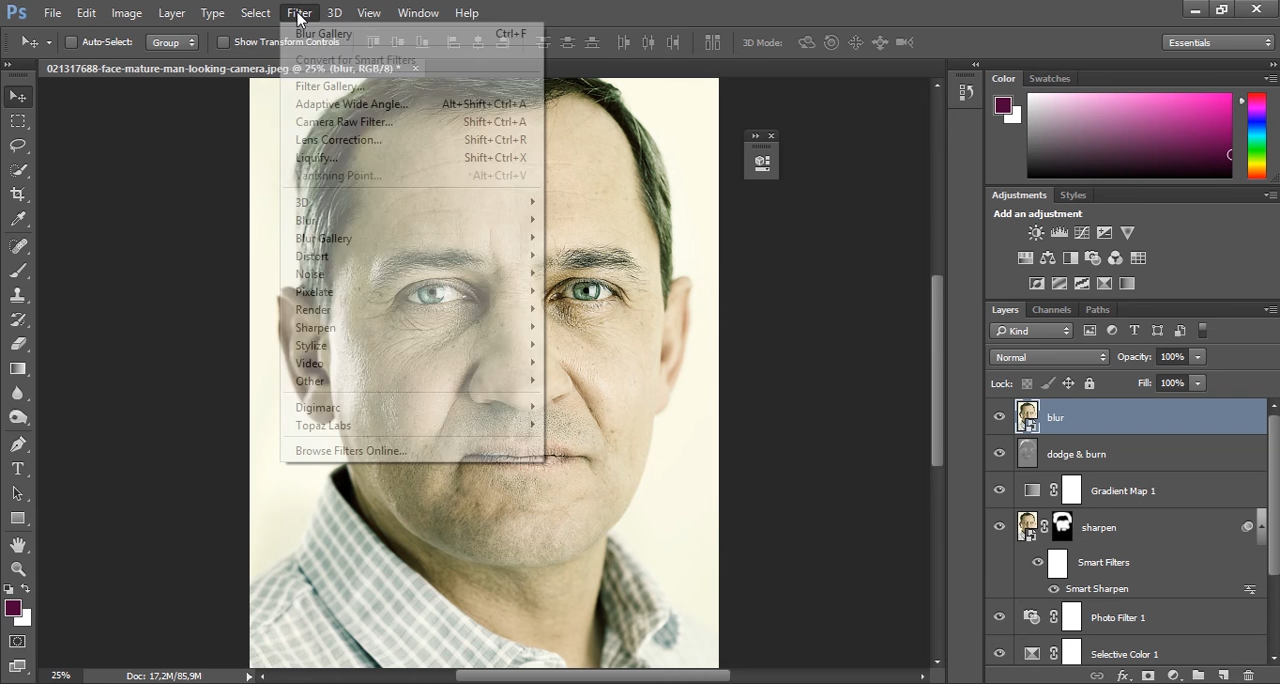 Ps File Edit Image Layer Type Select Filter 3D View Window Help
Auto-Select: Group Show Transform Controls 3D Mode: Essentials
021317688-face-mature-man-looking-camera.jpeg @ 25% (blur, RGB/8) * ×
Blur Gallery Ctrl+F
Convert for Smart Filters
Filter Gallery...
Adaptive Wide Angle... Alt+Shift+Ctrl+A
Camera Raw Filter... Shift+Ctrl+A
Lens Correction... Shift+Ctrl+R
Liquify... Shift+Ctrl+X
Vanishing Point... Alt+Ctrl+V
3D
Blur
Blur Gallery
Distort
Noise
Pixelate
Render
Sharpen
Stylize
Video
Other
Digimarc
Topaz Labs
Browse Filters Online...
Color Swatches
Adjustments Styles
Add an adjustment
Layers Channels Paths
Kind
Normal Opacity: 100%
Lock: Fill: 100%
blur
dodge & burn
Gradient Map 1
sharpen
Smart Filters
Smart Sharpen
Photo Filter 1
Selective Color 1
25% Doc: 17,2M/85,9M